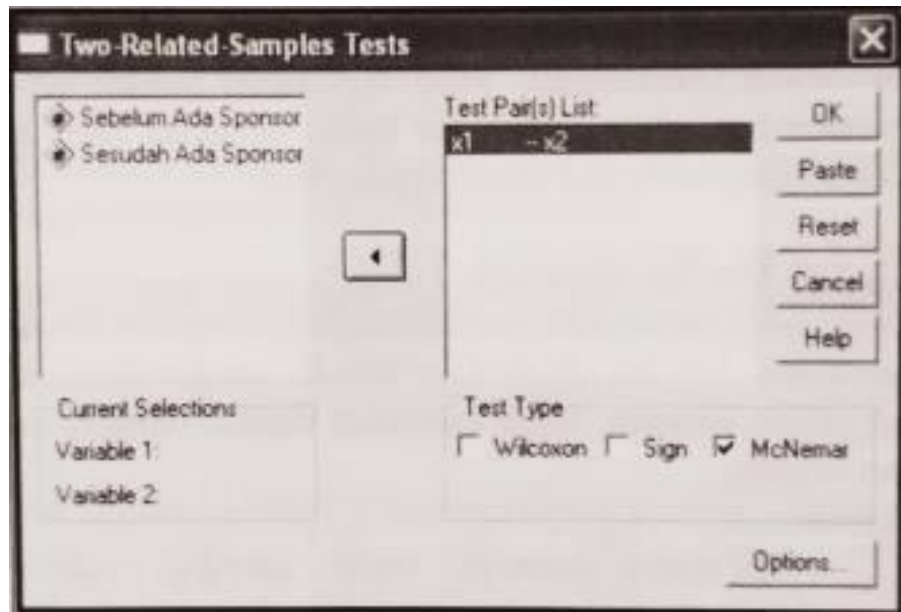 Two-Related-Samples Tests
Sebelum Ada Sponsor
Sesudah Ada Sponsor
Test Pair(s) List:
x1 -- x2
OK
Paste
Reset
Cancel
Help
Current Selections
Variable 1:
Variable 2:
Test Type
Wilcoxon
Sign
McNemar
Options...